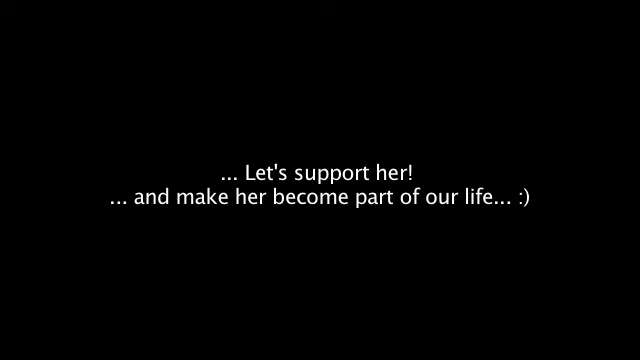 ... Let's support her!
... and make her become part of our life... :)